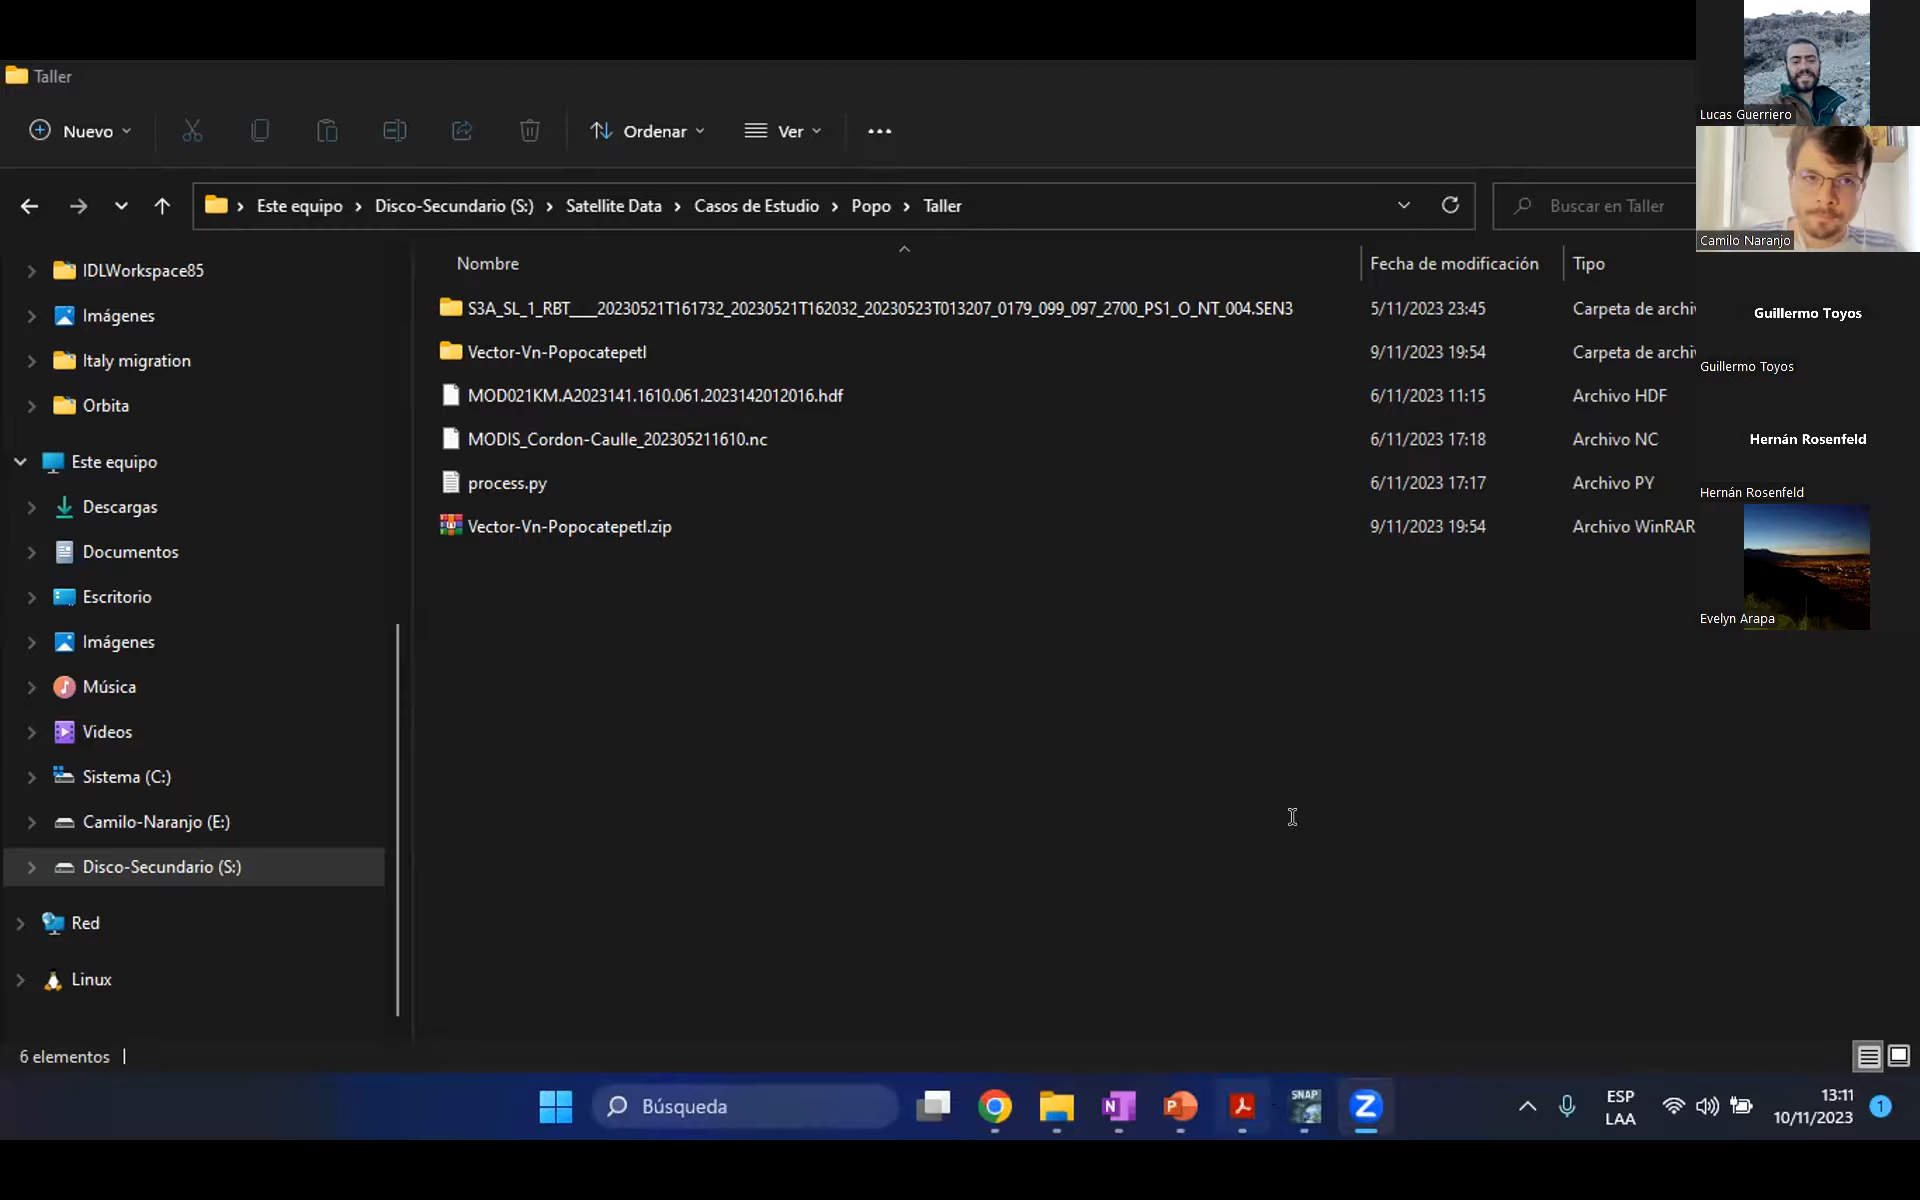 Taller
Nuevo
Ordenar
Ver
Este equipo
Disco-Secundario (S:)
Satellite Data
Casos de Estudio
Popo
Taller
Buscar en Taller
IDLWorkspace85
Imágenes
Italy migration
Orbita
Este equipo
Descargas
Documentos
Escritorio
Imágenes
Música
Videos
Sistema (C:)
Camilo-Naranjo (E:)
Disco-Secundario (S:)
Red
Linux
Nombre
Fecha de modificación
Tipo
S3A_SL_1_RBT____20230521T161732_20230521T162032_20230523T013207_0179_099_097_2700_PS1_O_NT_004.SEN3
5/11/2023 23:45
Carpeta de archi
Vector-Vn-Popocatepetl
9/11/2023 19:54
Carpeta de archi
MOD021KM.A2023141.1610.061.2023142012016.hdf
6/11/2023 11:15
Archivo HDF
MODIS_Cordon-Caulle_202305211610.nc
6/11/2023 17:18
Archivo NC
process.py
6/11/2023 17:17
Archivo PY
Vector-Vn-Popocatepetl.zip
9/11/2023 19:54
Archivo WinRAR
6 elementos
Lucas Guerriero
Camilo Naranjo
Guillermo Toyos
Guillermo Toyos
Hernán Rosenfeld
Hernán Rosenfeld
Evelyn Arapa
Búsqueda
N
P
SNAP
Z
ESP
LAA
13:11
10/11/2023
1